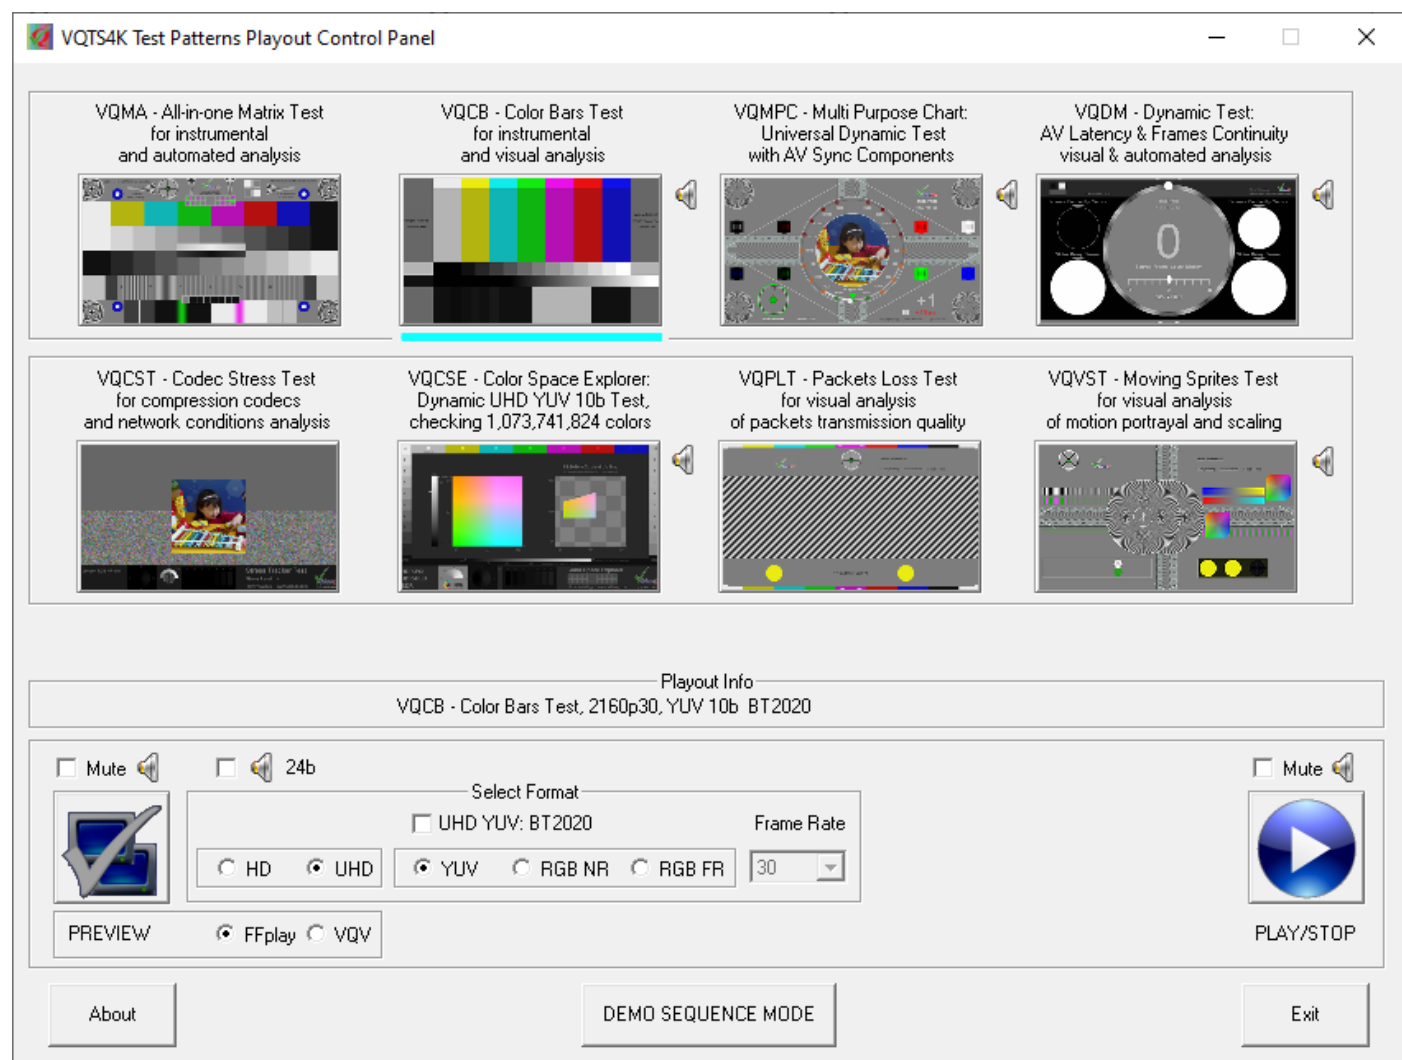 VQTS4K Test Patterns Playout Control Panel
VQMA - All-in-one Matrix Test
for instrumental
and automated analysis
VQCB - Color Bars Test
for instrumental
and visual analysis
VQMPC - Multi Purpose Chart:
Universal Dynamic Test
with AV Sync Components
VQDM - Dynamic Test:
AV Latency & Frames Continuity
visual & automated analysis
+1
0
VQCST - Codec Stress Test
for compression codecs
and network conditions analysis
VQCSE - Color Space Explorer:
Dynamic UHD YUV 10b Test,
checking 1,073,741,824 colors
VQPLT - Packets Loss Test
for visual analysis
of packets transmission quality
VQVST - Moving Sprites Test
for visual analysis
of motion portrayal and scaling
Playout Info
VQCB - Color Bars Test, 2160p30, YUV 10b BT2020
Mute
24b
Mute
Select Format
UHD YUV: BT2020
Frame Rate
HD
UHD
YUV
RGB NR
RGB FR
30
PREVIEW
FFplay
VQV
PLAY/STOP
About
DEMO SEQUENCE MODE
Exit